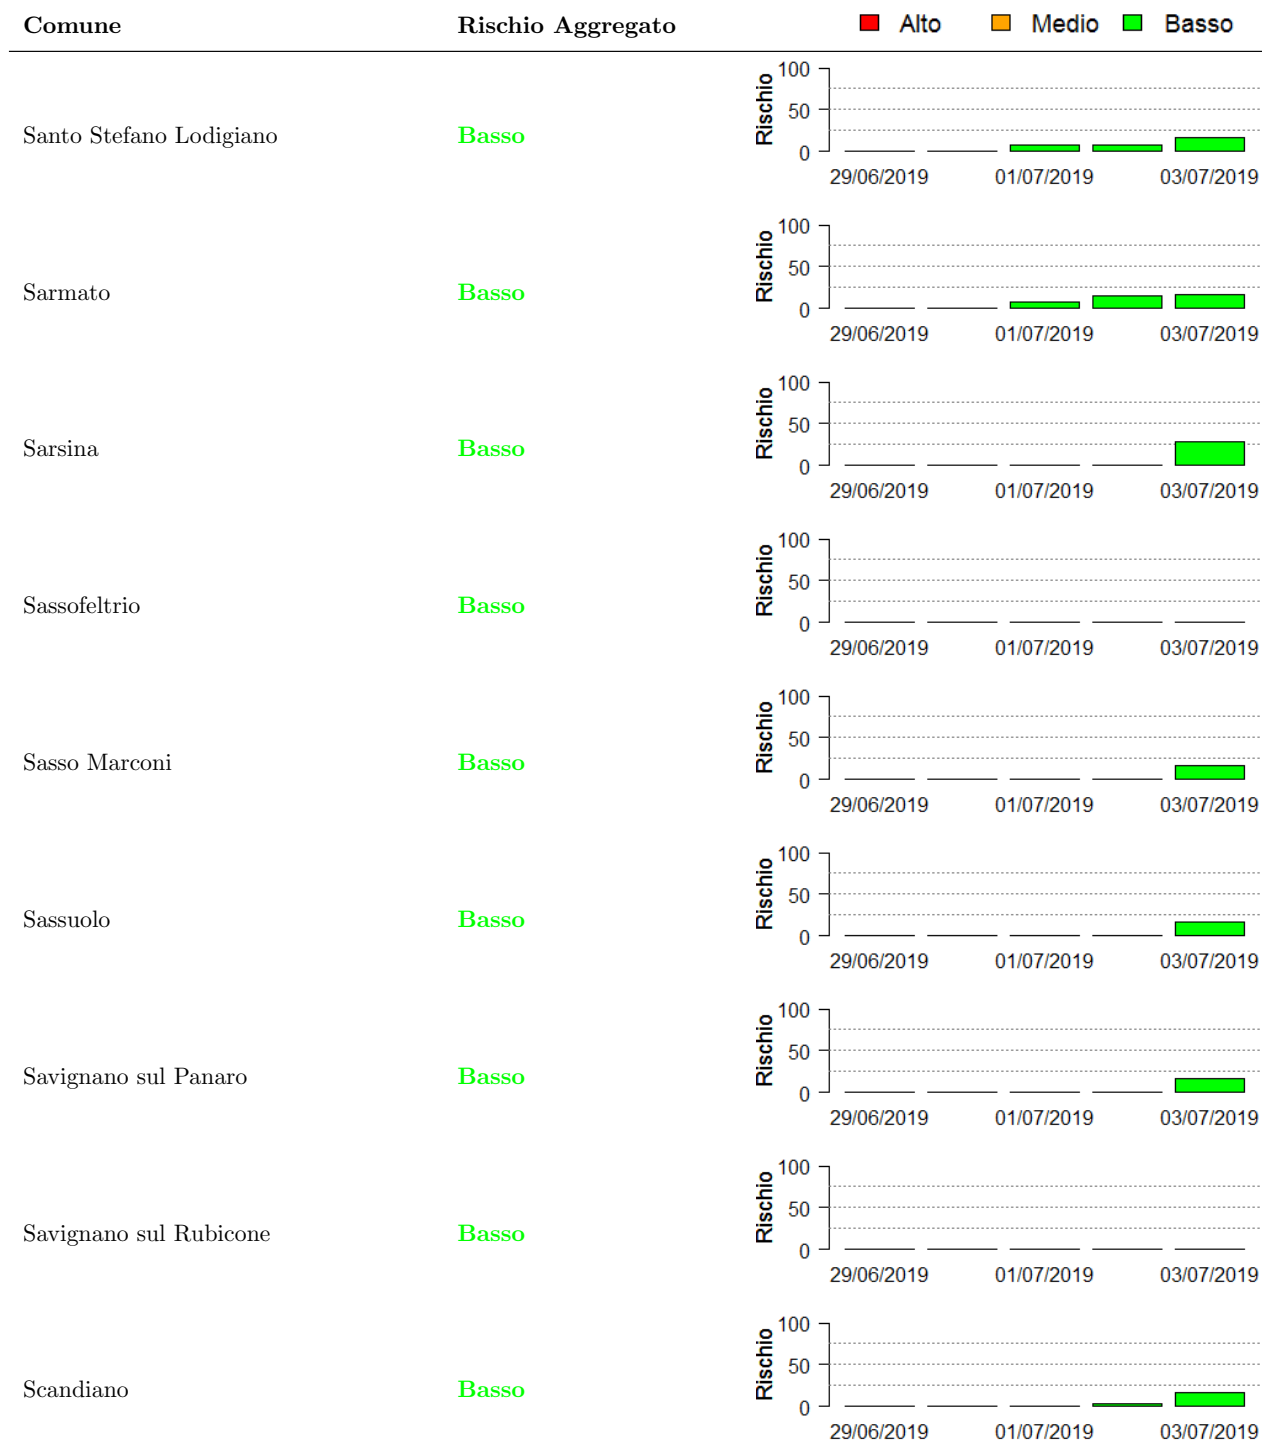 Comune Rischio Aggregato Alto Medio Basso
Santo Stefano Lodigiano Basso
Rischio
100
50
0
29/06/2019 01/07/2019 03/07/2019
Sarmato Basso
Rischio
100
50
0
29/06/2019 01/07/2019 03/07/2019
Sarsina Basso
Rischio
100
50
0
29/06/2019 01/07/2019 03/07/2019
Sassofeltrio Basso
Rischio
100
50
0
29/06/2019 01/07/2019 03/07/2019
Sasso Marconi Basso
Rischio
100
50
0
29/06/2019 01/07/2019 03/07/2019
Sassuolo Basso
Rischio
100
50
0
29/06/2019 01/07/2019 03/07/2019
Savignano sul Panaro Basso
Rischio
100
50
0
29/06/2019 01/07/2019 03/07/2019
Savignano sul Rubicone Basso
Rischio
100
50
0
29/06/2019 01/07/2019 03/07/2019
Scandiano Basso
Rischio
100
50
0
29/06/2019 01/07/2019 03/07/2019